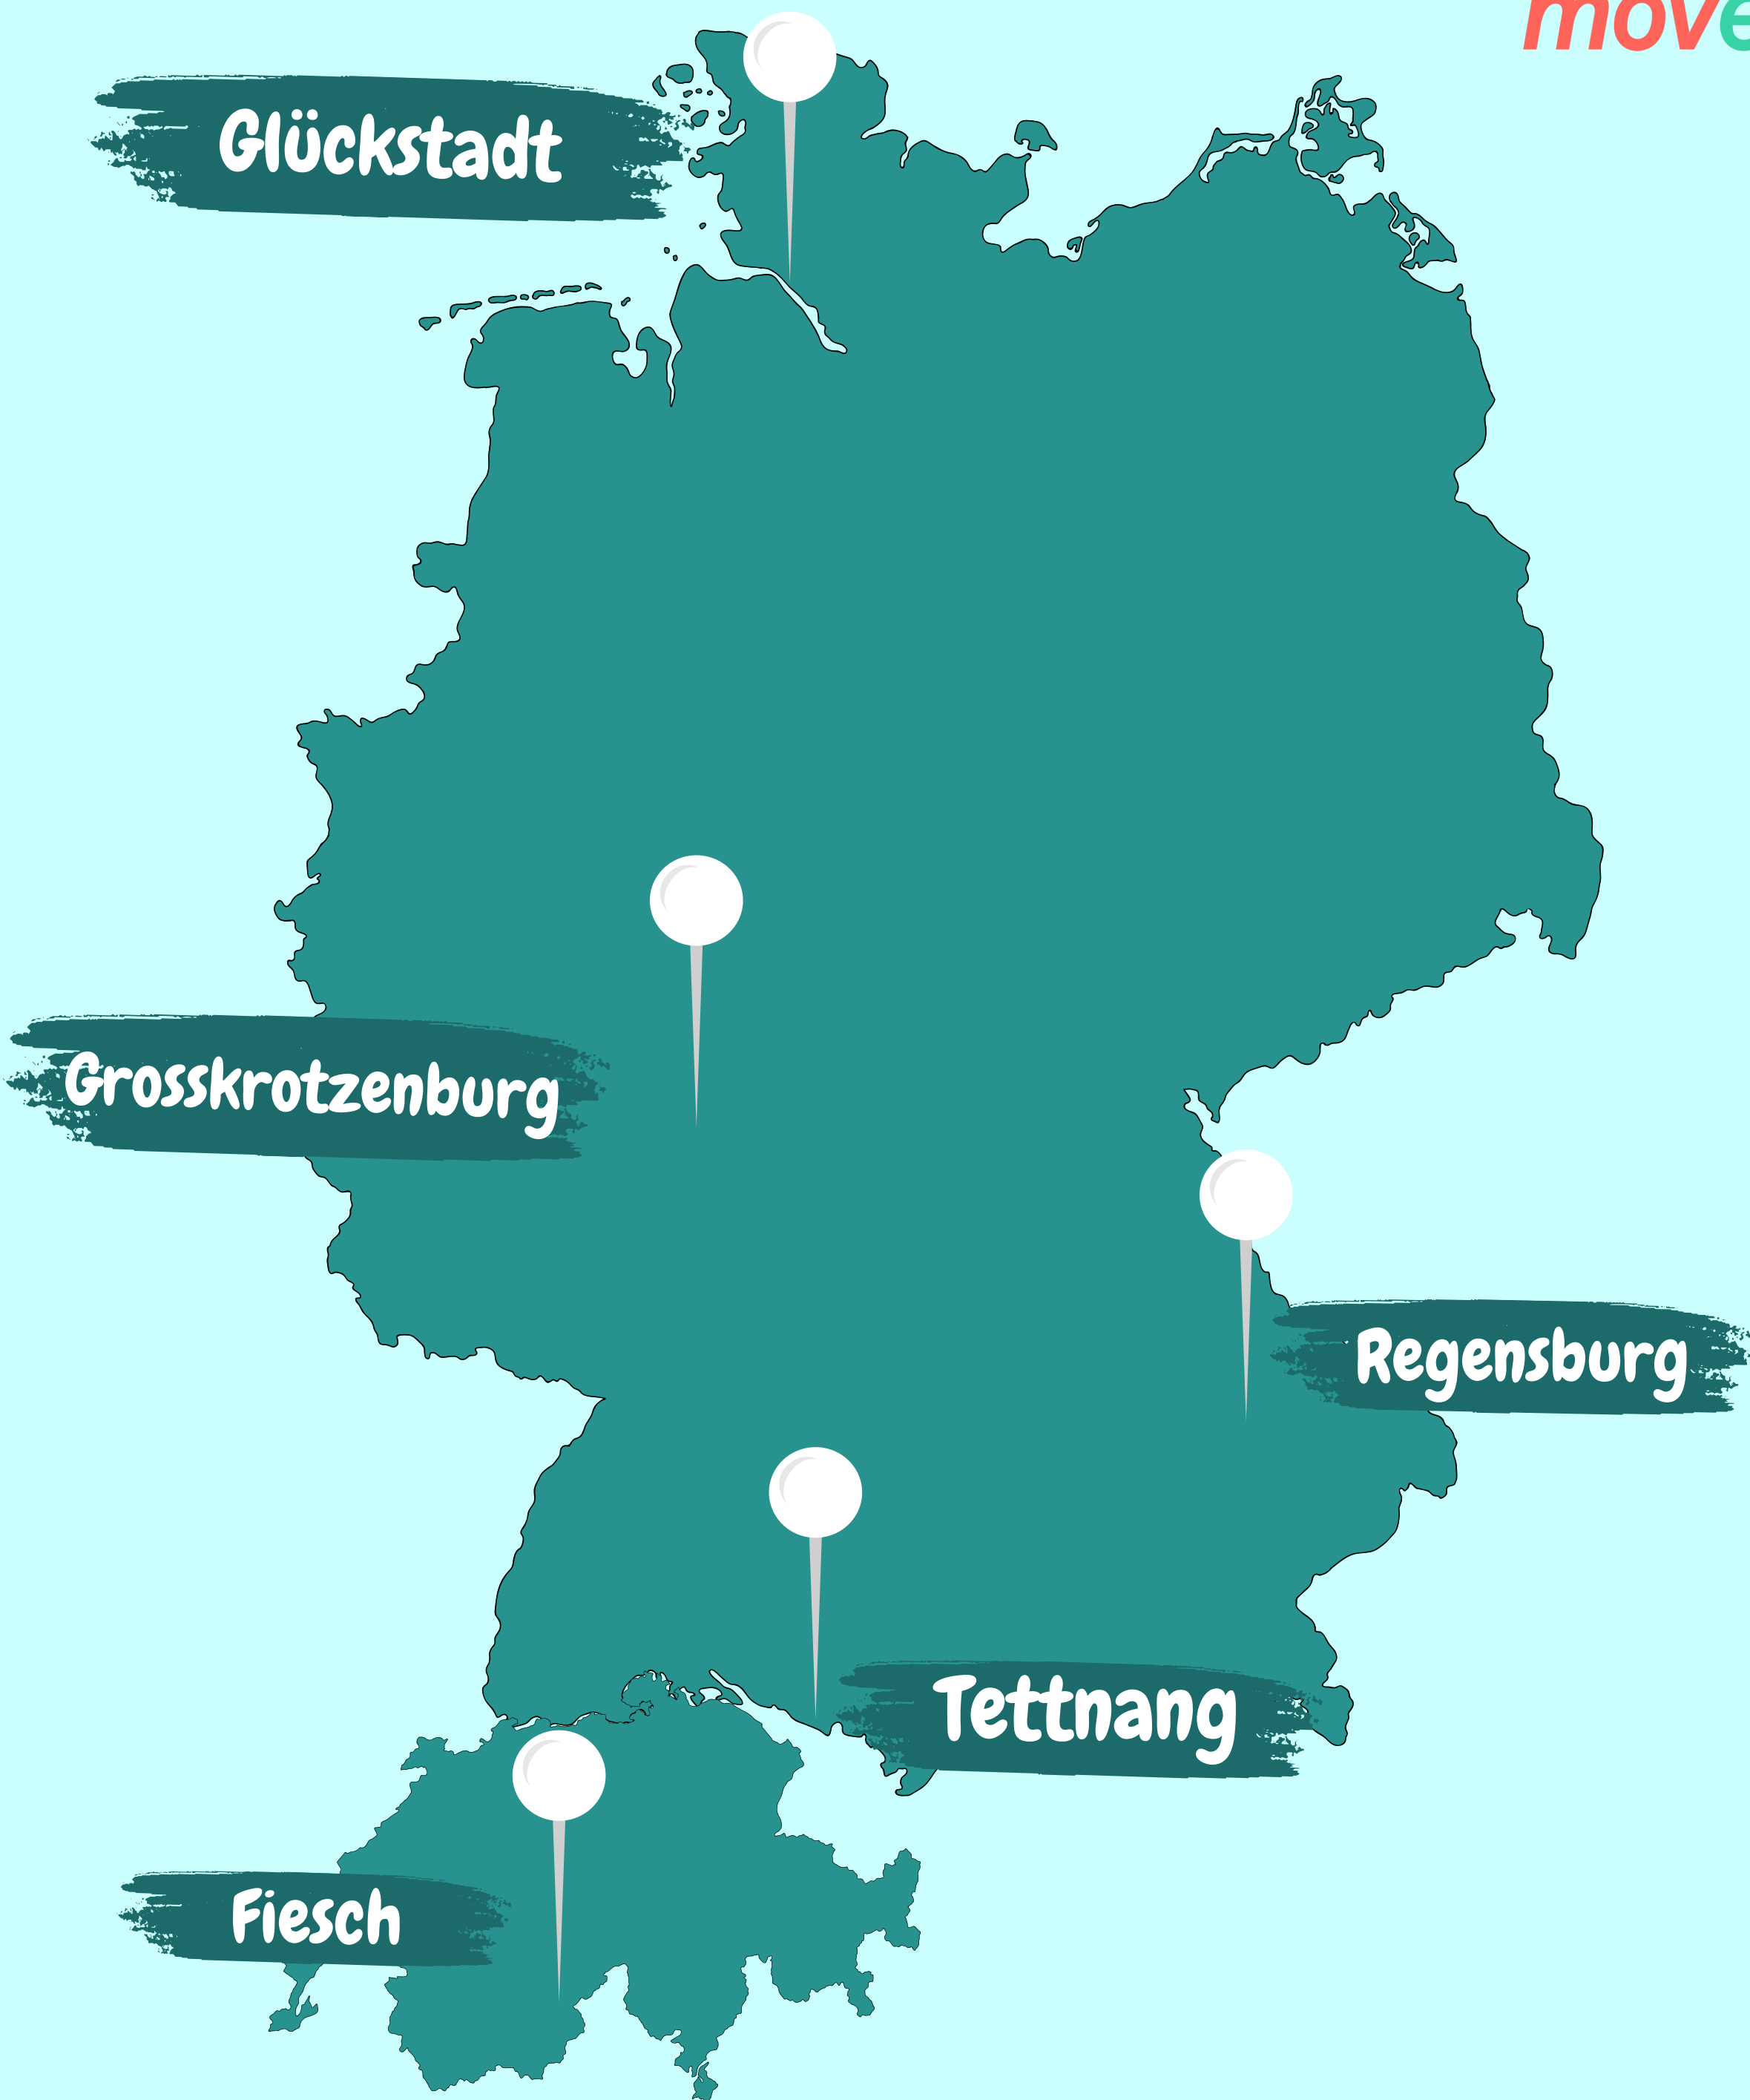 move
Glückstadt
Grosskrotzenburg
Regensburg
Tettnang
Fiesch